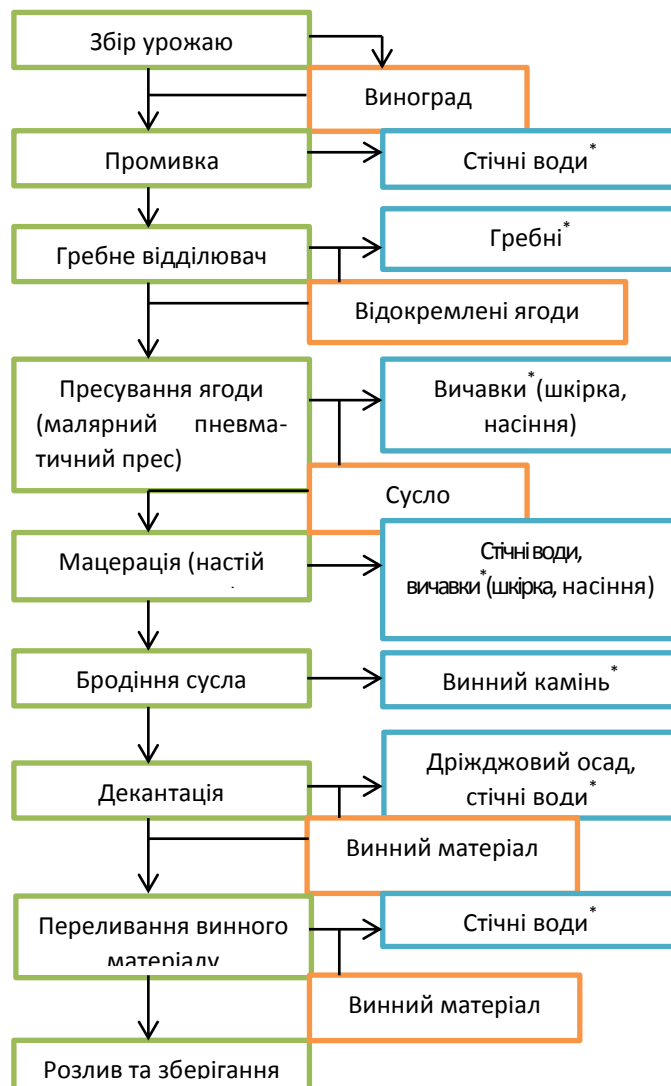 Збір урожаю
Виноград
Промивка
Стічні води*
Гребне відділювач
Гребні*
Відокремлені ягоди
Пресування ягоди
(малярний пневма-
тичний прес)
Вичавки*(шкірка,
насіння)
Сусло
Мацерація (настій
Стічні води,
вичавки*(шкірка, насіння)
Бродіння сусла
Винний камінь*
Декантація
Дріжджовий осад,
стічні води*
Винний матеріал
Переливання винного
матеріалу
Стічні води*
Винний матеріал
Розлив та зберігання